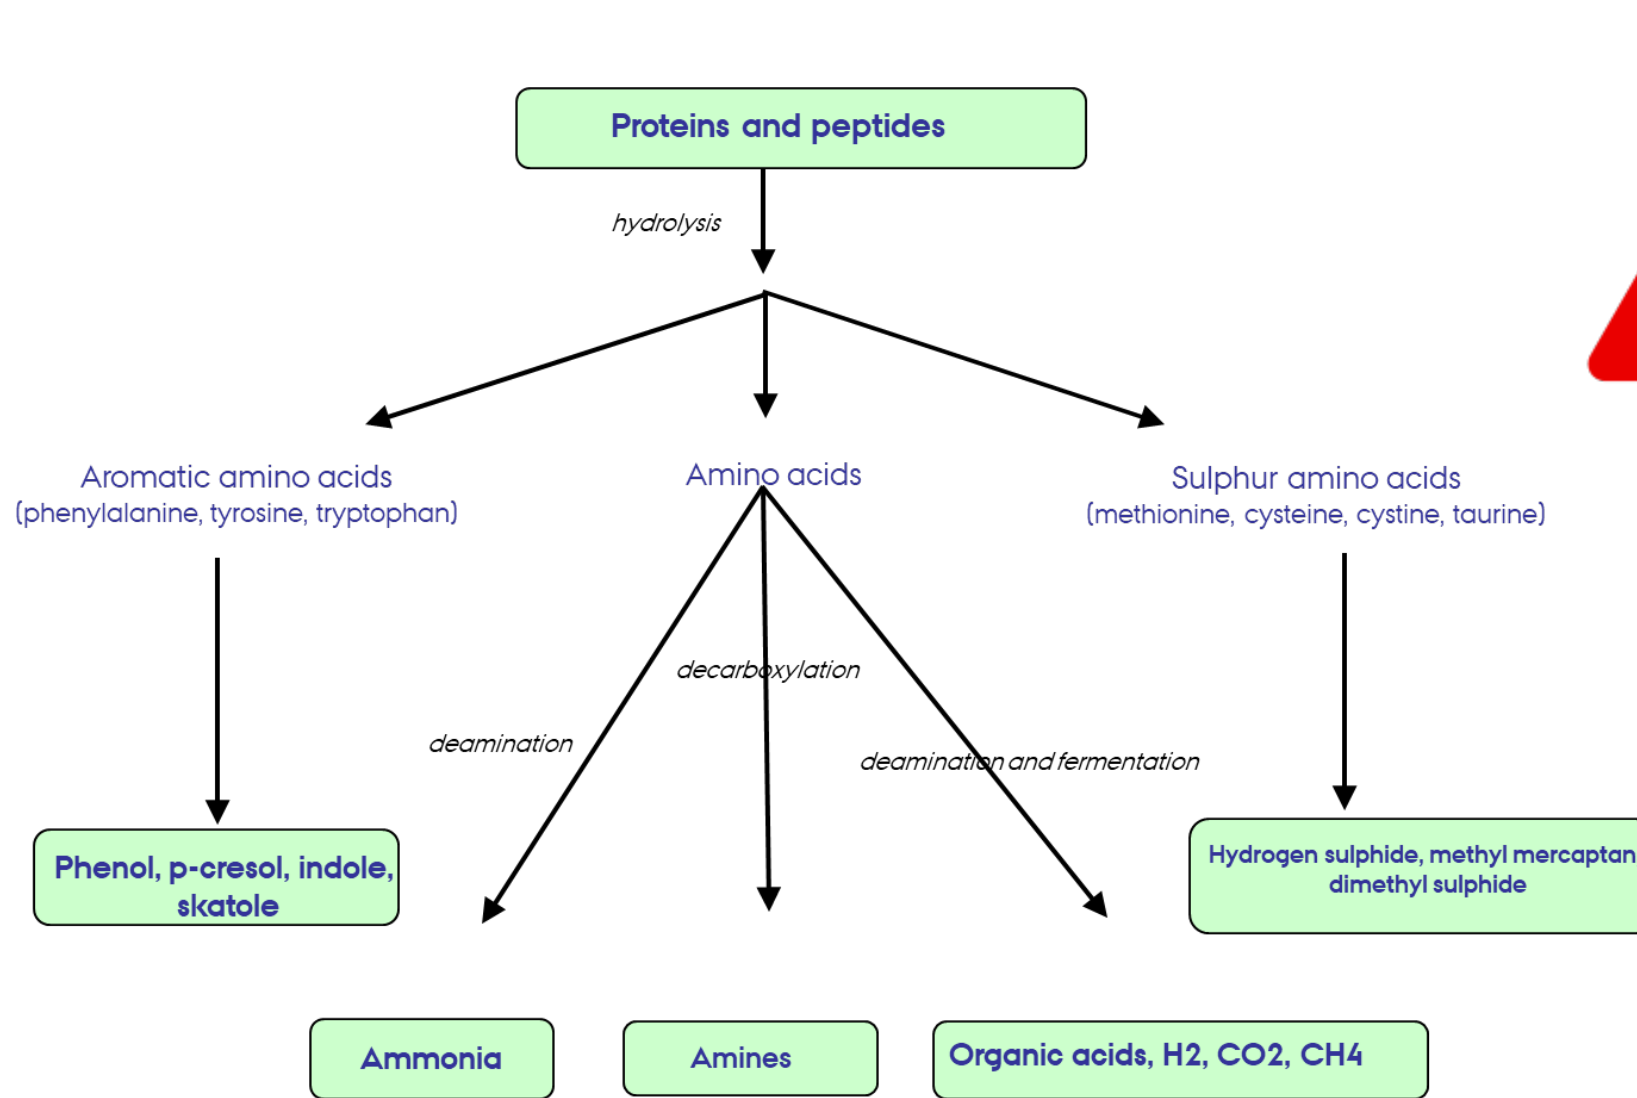 Proteins and peptides
hydrolysis
Aromatic amino acids
(phenylalanine, tyrosine, tryptophan)
Amino acids
Sulphur amino acids
(methionine, cysteine, cystine, taurine)
decarboxylation
deamination
deamination and fermentation
Phenol, p-cresol, indole,
skatole
Hydrogen sulphide, methyl mercaptan
dimethyl sulphide
Ammonia
Amines
Organic acids, H2, CO2, CH4